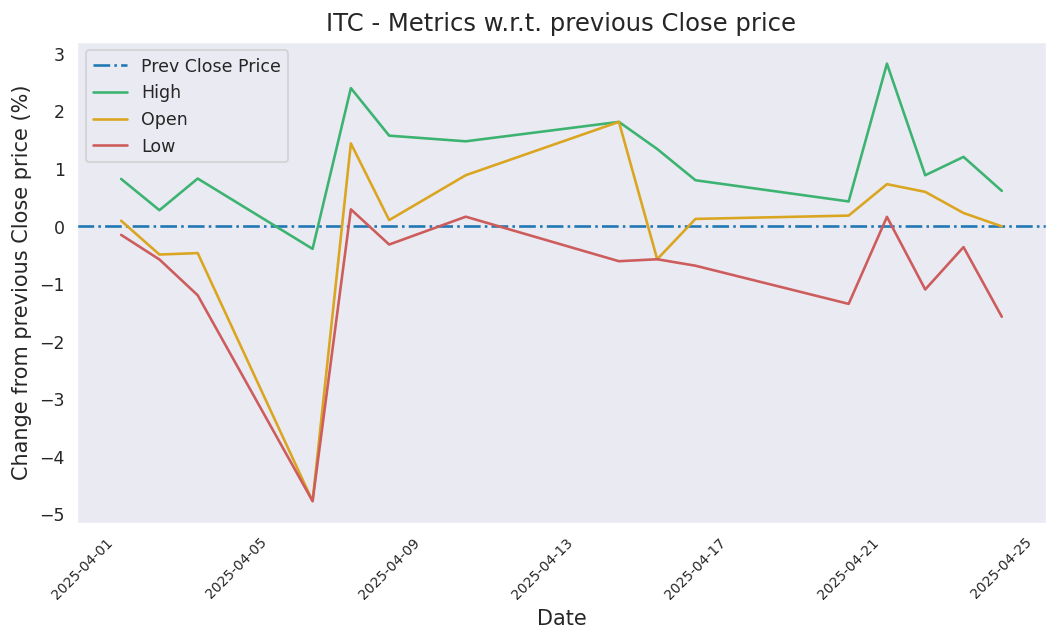 ITC - Metrics w.r.t. previous Close price
Prev Close Price
High
Open
Low
Change from previous Close price (%)
3
2
1
0
−1
−2
−3
−4
−5
2025-04-01
2025-04-05
2025-04-09
2025-04-13
2025-04-17
2025-04-21
2025-04-25
Date